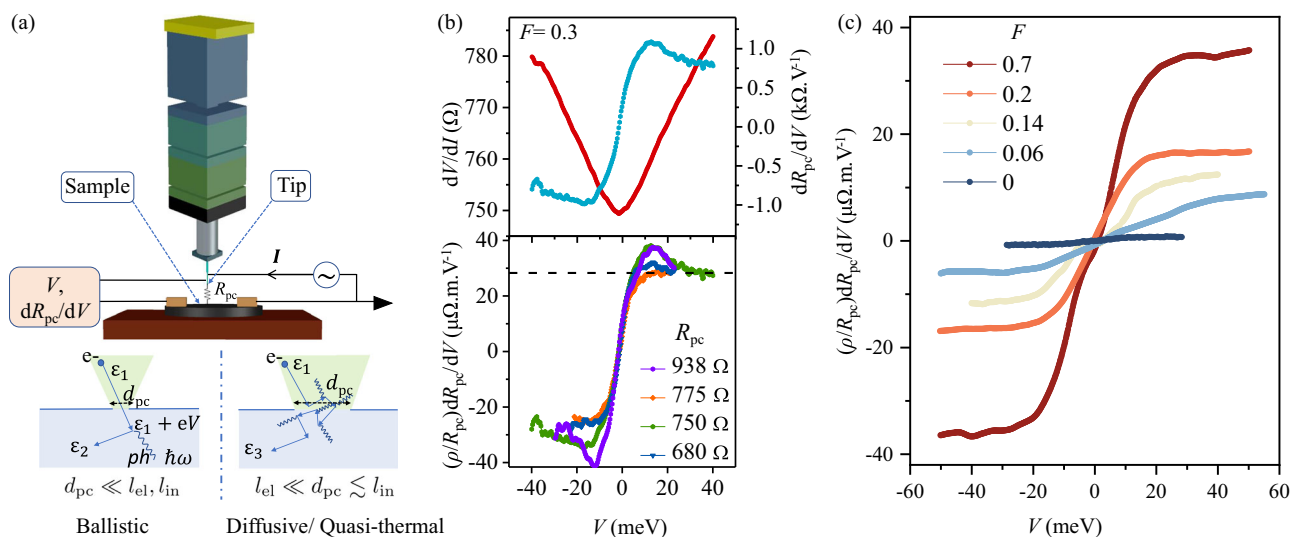 (a)
Sample
Tip
I
~
R_pc
V,
dR_pc/dV
e-
ε₁
d_pc
ε₁ + eV
ε₂
ph ℏω
d_pc ≪ l_el, l_in
Ballistic
e-
ε₁
d_pc
ε₃
l_el ≪ d_pc ≲ l_in
Diffusive/ Quasi-thermal
(b)
F= 0.3
780
770
760
750
dV/dI (Ω)
1.0
0.5
0.0
-0.5
-1.0
dR_pc/dV (kΩ.V⁻¹)
40
20
0
-20
-40
(ρ/R_pc)dR_pc/dV (μΩ.m.V⁻¹)
R_pc
938 Ω
775 Ω
750 Ω
680 Ω
-40 -20 0 20 40
V (meV)
(c)
F
0.7
0.2
0.14
0.06
0
40
20
0
-20
-40
(ρ/R_pc)dR_pc/dV (μΩ.m.V⁻¹)
-60 -40 -20 0 20 40 60
V (meV)